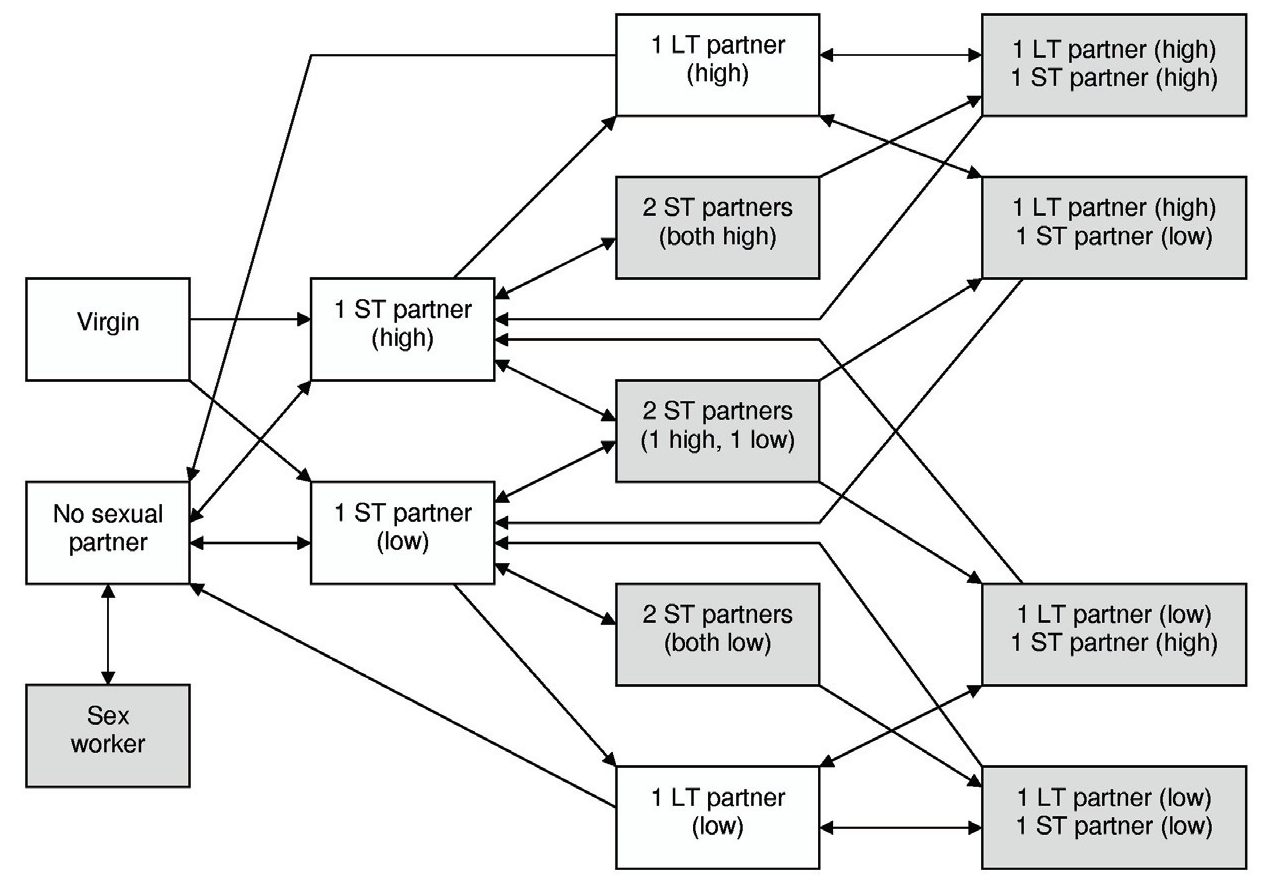 1 LT partner
(high)
1 LT partner (high)
1 ST partner (high)
2 ST partners
(both high)
1 LT partner (high)
1 ST partner (low)
Virgin
1 ST partner
(high)
2 ST partners
(1 high, 1 low)
No sexual
partner
1 ST partner
(low)
2 ST partners
(both low)
1 LT partner (low)
1 ST partner (high)
Sex
worker
1 LT partner
(low)
1 LT partner (low)
1 ST partner (low)